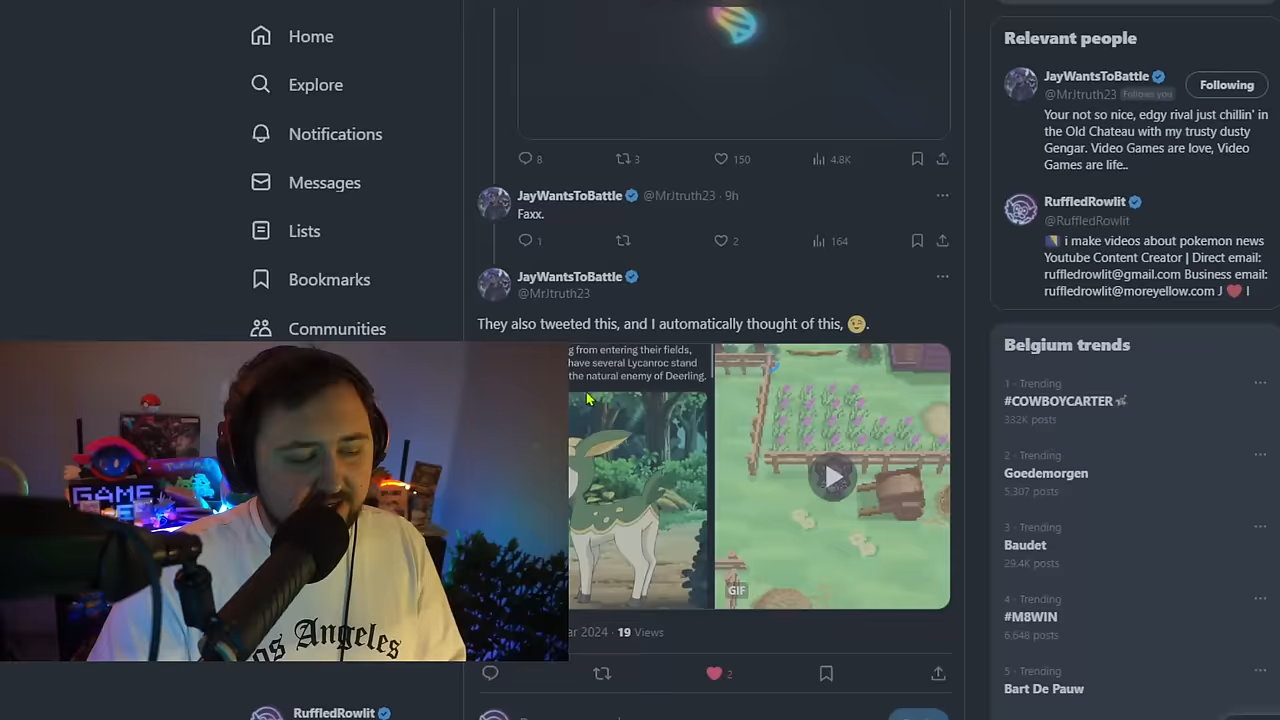 Home
Explore
Notifications
Messages
Lists
Bookmarks
Communities
8
3
150
4.8K
JayWantsToBattle @MrJtruth23 · 9h
Faxx.
1
2
164
JayWantsToBattle
@MrJtruth23
They also tweeted this, and I automatically thought of this, 😉.
g from entering their fields,
have several Lycanroc stand
the natural enemy of Deerling.
GIF
ar 2024 · 19 Views
2
GAME
os Angeles
RuffledRowlit
Relevant people
JayWantsToBattle
@MrJtruth23 Follows you
Following
Your not so nice, edgy rival just chillin' in
the Old Chateau with my trusty dusty
Gengar. Video Games are love, Video
Games are life..
RuffledRowlit
@RuffledRowlit
🇧🇦 i make videos about pokemon news
Youtube Content Creator | Direct email:
ruffledrowlit@gmail.com Business email:
ruffledrowlit@moreyellow.com J ❤️ l
Belgium trends
1 · Trending
#COWBOYCARTER
332K posts
2 · Trending
Goedemorgen
5,307 posts
3 · Trending
Baudet
29.4K posts
4 · Trending
#M8WIN
6,648 posts
5 · Trending
Bart De Pauw